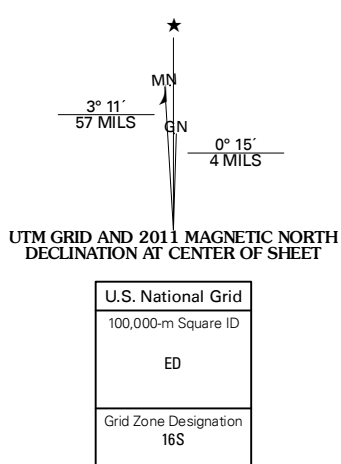 MN
3° 11´
57 MILS
GN
0° 15´
4 MILS
UTM GRID AND 2011 MAGNETIC NORTH
DECLINATION AT CENTER OF SHEET
U.S. National Grid
100,000-m Square ID
ED
Grid Zone Designation
16S